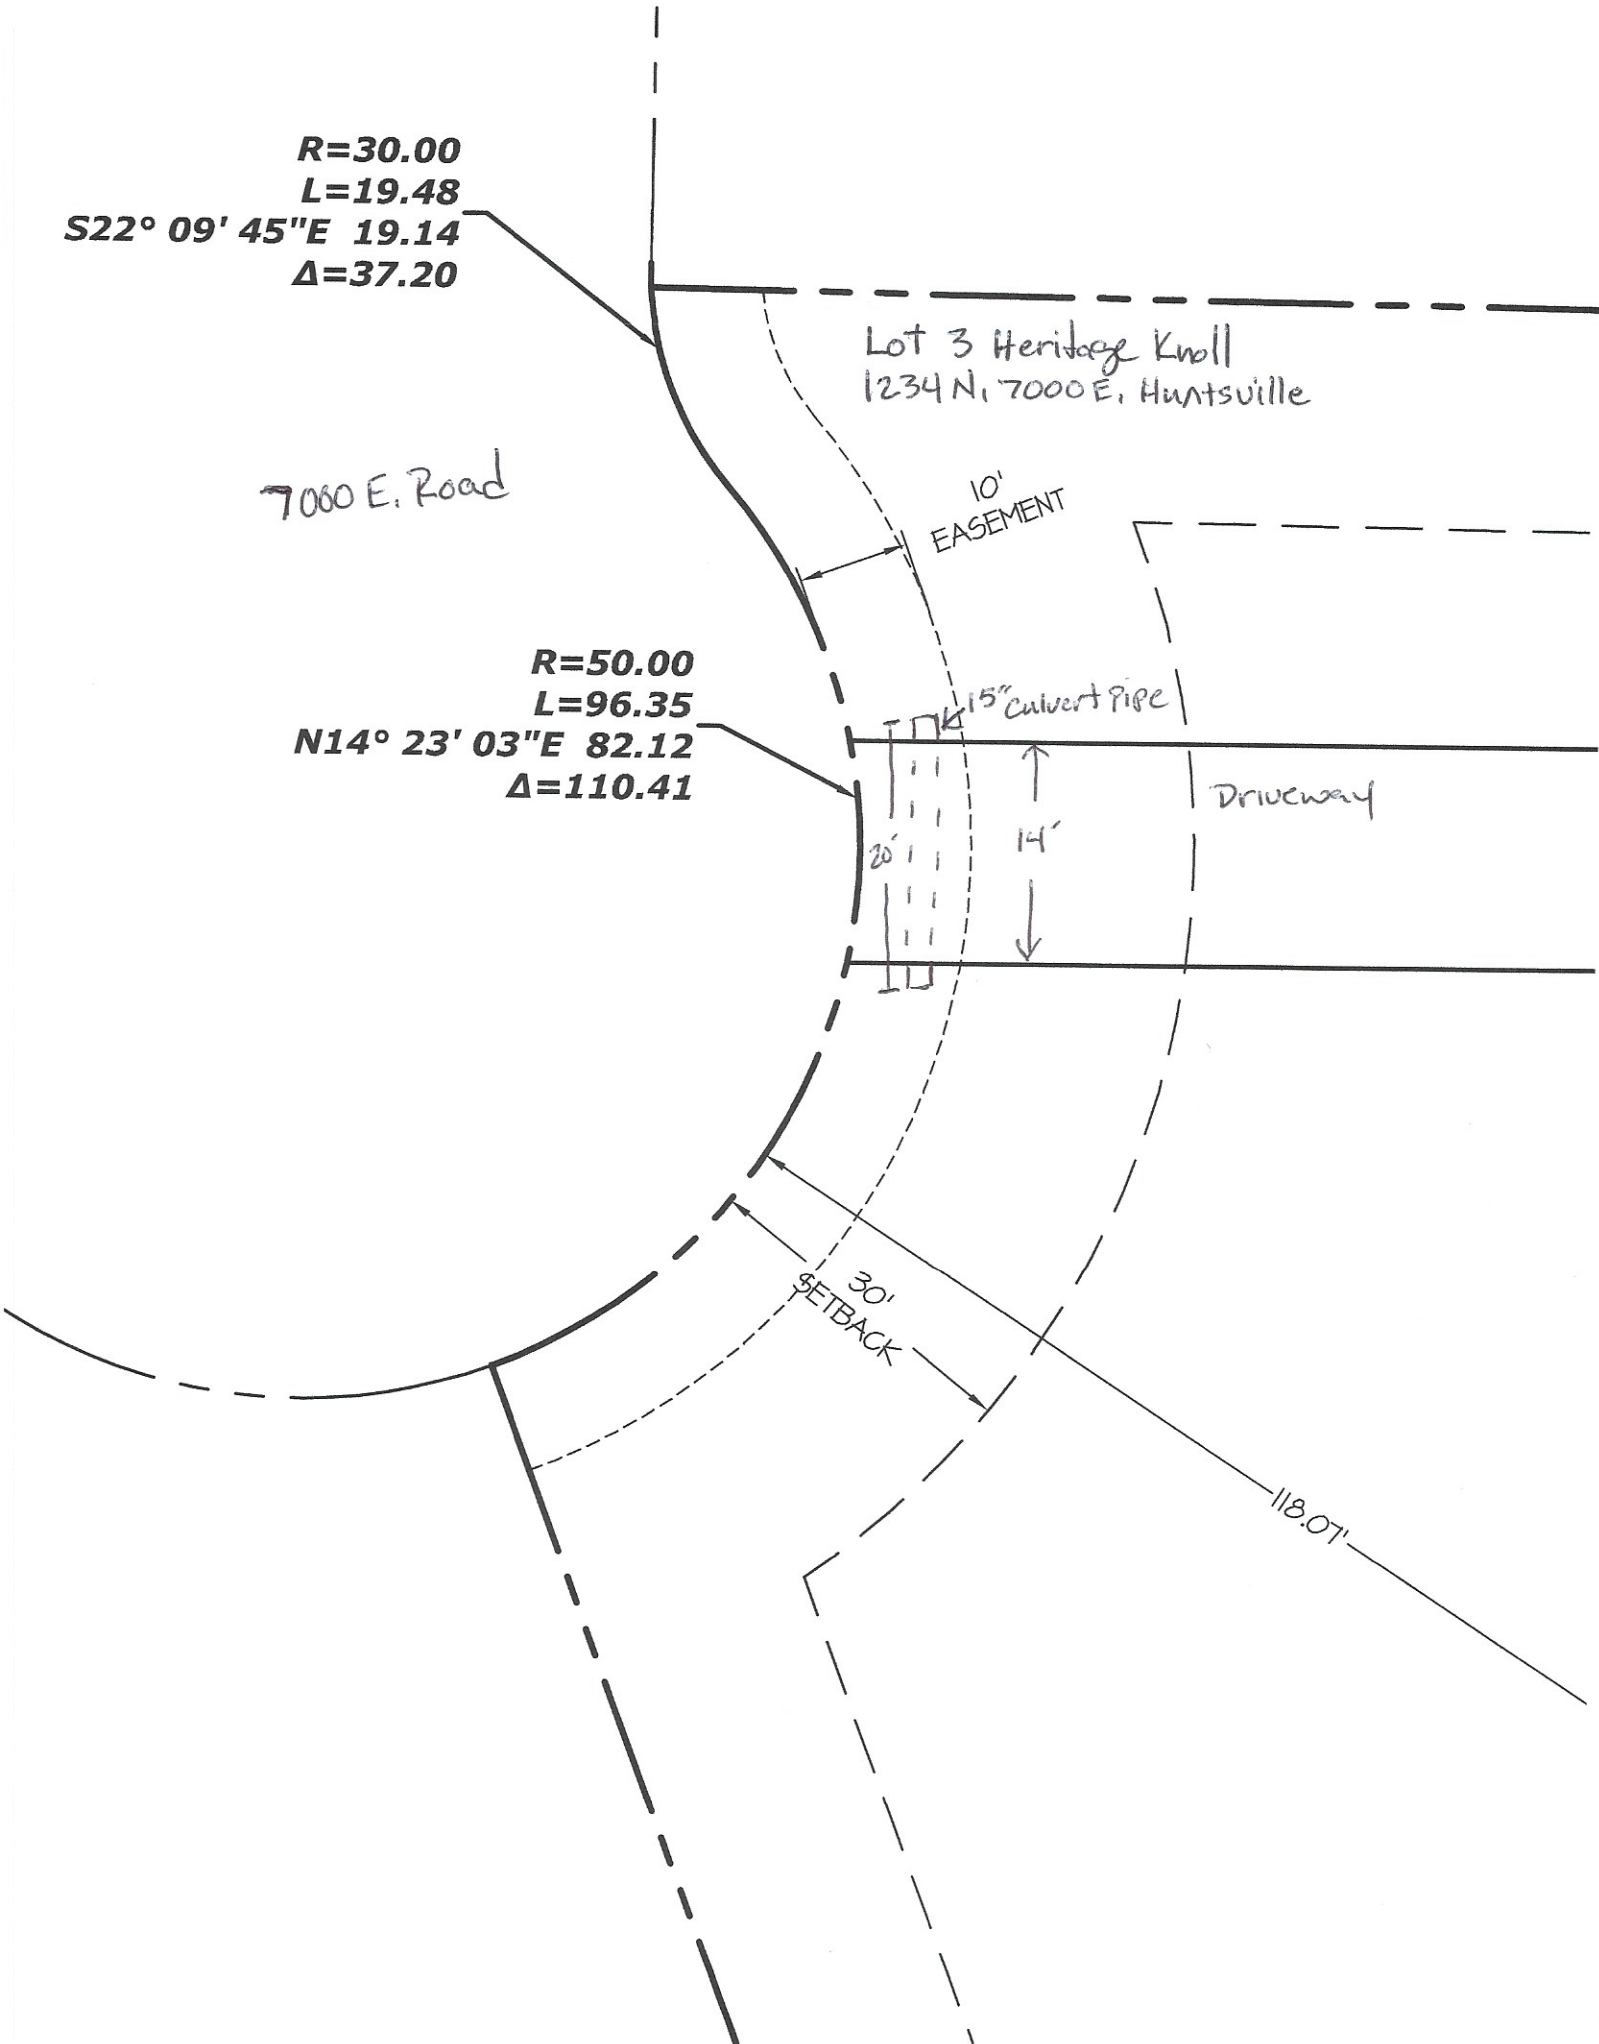 R=30.00
L=19.48
S22° 09' 45"E 19.14
Δ=37.20
Lot 3 Heritage Knoll
1234 N. 7000 E. Huntsville
7000 E. Road
10'
EASEMENT
R=50.00
L=96.35
N14° 23' 03"E 82.12
Δ=110.41
15" Culvert Pipe
Driveway
20'
14'
30'
SETBACK
118.07'